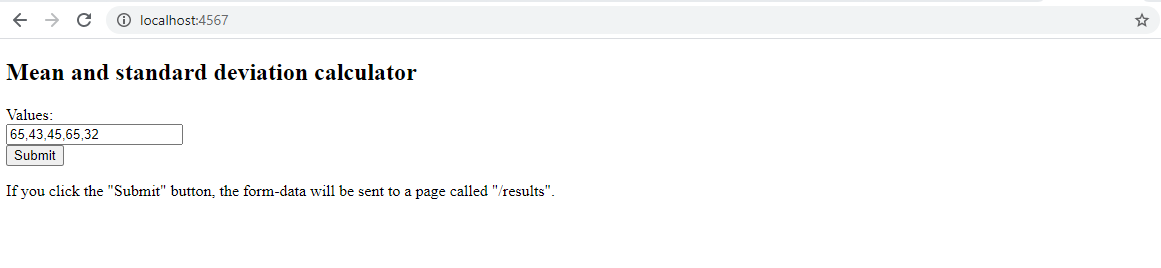 localhost:4567
Mean and standard deviation calculator
Values:
65,43,45,65,32
Submit
If you click the "Submit" button, the form-data will be sent to a page called "/results".